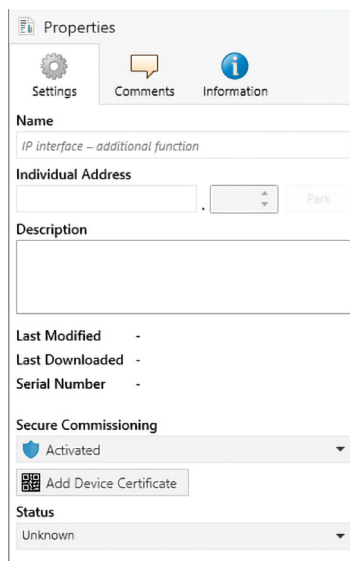 Properties
Settings Comments Information
Name
IP interface – additional function
Individual Address
. Park
Description
Last Modified -
Last Downloaded -
Serial Number -
Secure Commissioning
Activated
Add Device Certificate
Status
Unknown